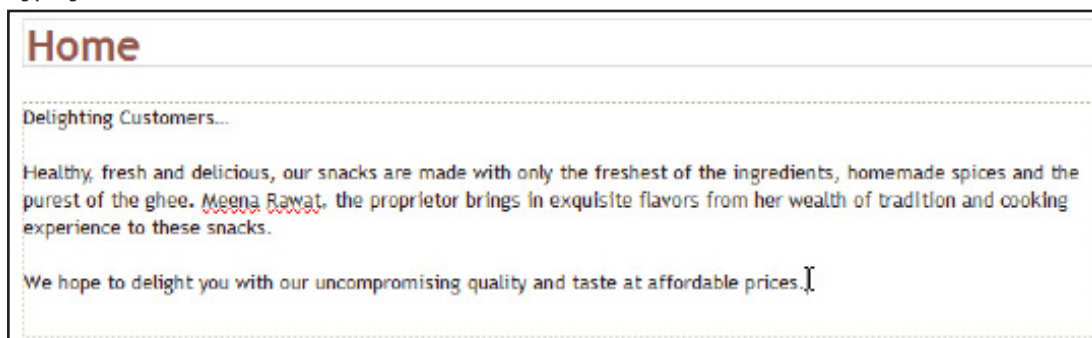 Home
Delighting Customers...
Healthy, fresh and delicious, our snacks are made with only the freshest of the ingredients, homemade spices and the
purest of the ghee. Meena Rawat, the proprietor brings in exquisite flavors from her wealth of tradition and cooking
experience to these snacks.
We hope to delight you with our uncompromising quality and taste at affordable prices.